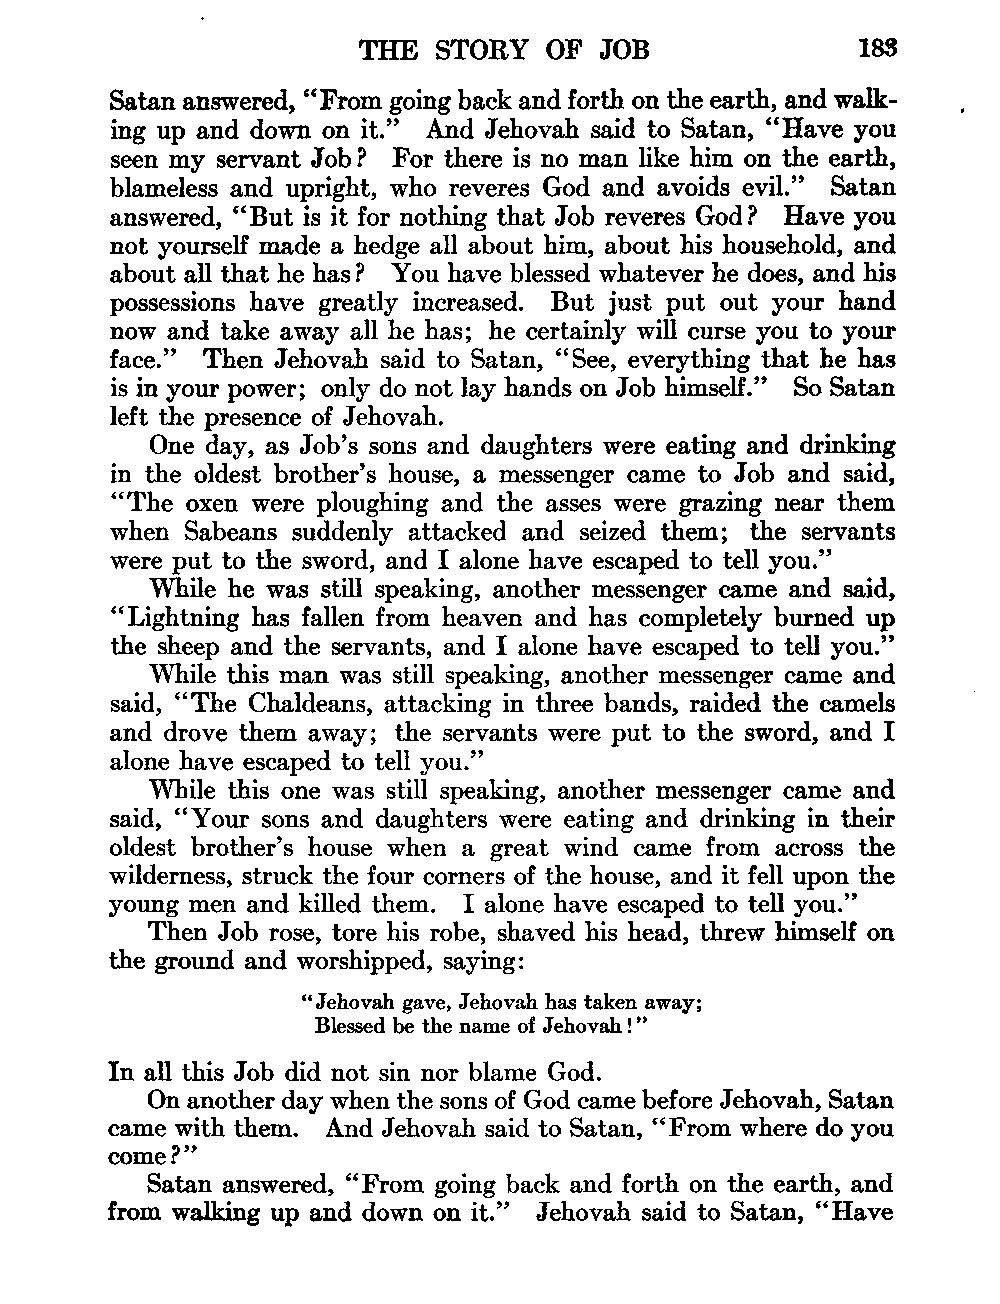 THE STORY OF JOB 183
Satan answered, “From going back and forth on the earth, and walk-
ing up and down on it.” And Jehovah said to Satan, “Have you
seen my servant Job? For there is no man like him on the earth,
blameless and upright, who reveres God and avoids evil.” Satan
answered, “But is it for nothing that Job reveres God? Have you
not yourself made a hedge all about him, about his household, and
about all that he has? You have blessed whatever he does, and his
possessions have greatly increased. But just put out your hand
now and take away all he has; he certainly will curse you to your
face.” Then Jehovah said to Satan, “See, everything that he has
is in your power; only do not lay hands on Job himself.” So Satan
left the presence of Jehovah.
One day, as Job’s sons and daughters were eating and drinking
in the oldest brother’s house, a messenger came to Job and said,
“The oxen were ploughing and the asses were grazing near them
when Sabeans suddenly attacked and seized them; the servants
were put to the sword, and I alone have escaped to tell you.”
While he was still speaking, another messenger came and said,
“Lightning has fallen from heaven and has completely burned up
the sheep and the servants, and I alone have escaped to tell you.”
While this man was still speaking, another messenger came and
said, “The Chaldeans, attacking in three bands, raided the camels
and drove them away; the servants were put to the sword, and I
alone have escaped to tell you.”
While this one was still speaking, another messenger came and
said, “Your sons and daughters were eating and drinking in their
oldest brother’s house when a great wind came from across the
wilderness, struck the four corners of the house, and it fell upon the
young men and killed them. I alone have escaped to tell you.”
Then Job rose, tore his robe, shaved his head, threw himself on
the ground and worshipped, saying:
“Jehovah gave, Jehovah has taken away;
Blessed be the name of Jehovah!”
In all this Job did not sin nor blame God.
On another day when the sons of God came before Jehovah, Satan
came with them. And Jehovah said to Satan, “From where do you
come?”
Satan answered, “From going back and forth on the earth, and
from walking up and down on it.” Jehovah said to Satan, “Have